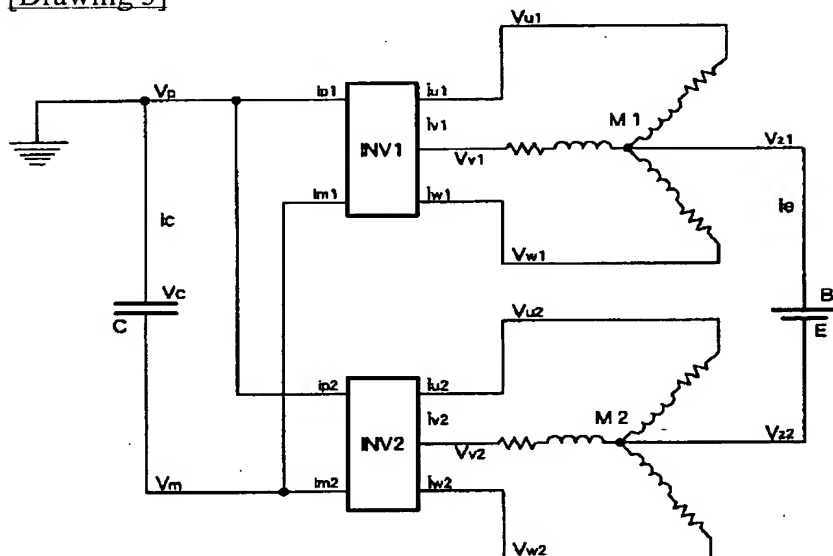 [Drawing 3]
Vu1
Vp
ip1
iu1
iv1
M1
INV1
Vv1
Vz1
im1
iw1
ic
ie
Vw1
Vc
C
B
E
Vu2
ip2
iu2
iv2
M2
INV2
Vv2
Vz2
Vm
im2
iw2
Vw2